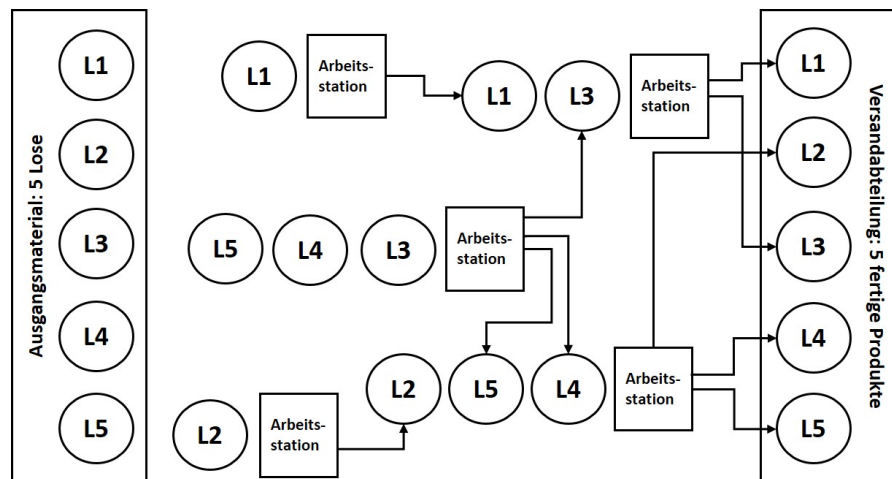 Ausgangsmaterial: 5 Lose
L1
L2
L3
L4
L5
L1
Arbeits-
station
L1
L3
Arbeits-
station
L5
L4
L3
Arbeits-
station
L2
Arbeits-
station
L2
L5
L4
Arbeits-
station
L1
L2
L3
L4
L5
Versandabteilung: 5 fertige Produkte